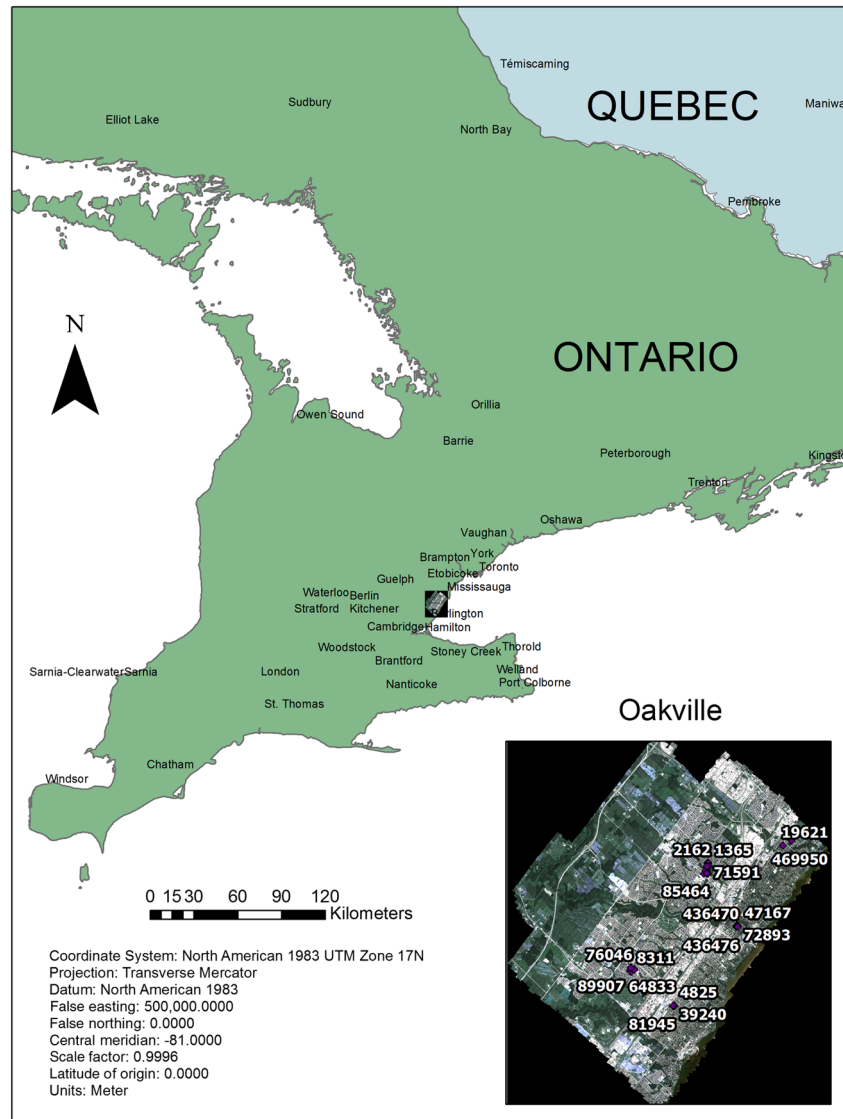 Témiscaming
QUEBEC
Maniwa
Sudbury
Elliot Lake
North Bay
Pembroke
N
ONTARIO
Orillia
Owen Sound
Barrie
Peterborough
Kingsto
Trenton
Oshawa
Vaughan
Brampton
York
Toronto
Etobicoke
Guelph
Mississauga
Waterloo
Berlin
Stratford
Kitchener
Burlington
Cambridge
Hamilton
Woodstock
Stoney Creek
Thorold
Brantford
Sarnia-Clearwater
Sarnia
London
Welland
Nanticoke
Port Colborne
St. Thomas
Oakville
Chatham
Windsor
19621
2162 1365
469950
71591
85464
436470 47167
72893
436476
76046 8311
89907 64833
4825
39240
81945
0 15 30 60 90 120
Kilometers
Coordinate System: North American 1983 UTM Zone 17N
Projection: Transverse Mercator
Datum: North American 1983
False easting: 500,000.0000
False northing: 0.0000
Central meridian: -81.0000
Scale factor: 0.9996
Latitude of origin: 0.0000
Units: Meter